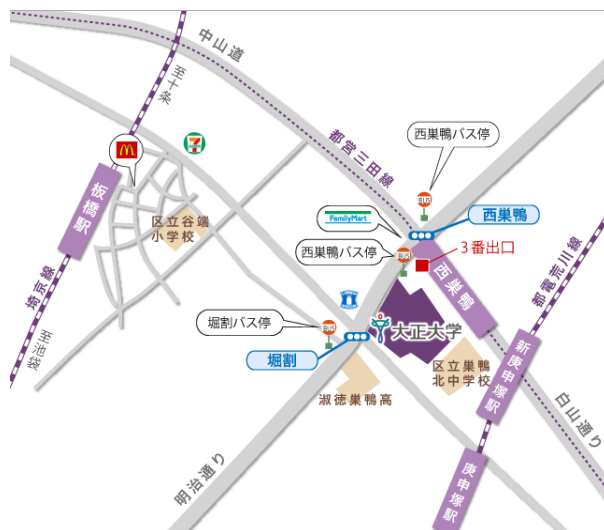 中山道
至十条
西巣鴨バス停
BUS
7
ELEVEN
都営三田線
M
板橋駅
区立谷端
小学校
FamilyMart
西巣鴨
西巣鴨バス停
BUS
3番出口
西巣鴨
都電荒川線
埼京線
至池袋
堀割バス停
BUS
大正大学
堀割
区立巣鴨
北中学校
新庚申塚駅
淑徳巣鴨高
白山通り
明治通り
庚申塚駅